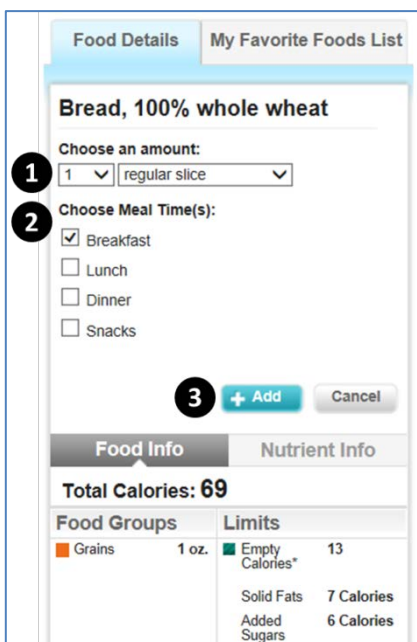 Food Details My Favorite Foods List
Bread, 100% whole wheat
Choose an amount:
1 1 regular slice
2 Choose Meal Time(s):
Breakfast
Lunch
Dinner
Snacks
3 + Add Cancel
Food Info Nutrient Info
Total Calories: 69
Food Groups Limits
Grains 1 oz. Empty 13
Calories*
Solid Fats 7 Calories
Added 6 Calories
Sugars